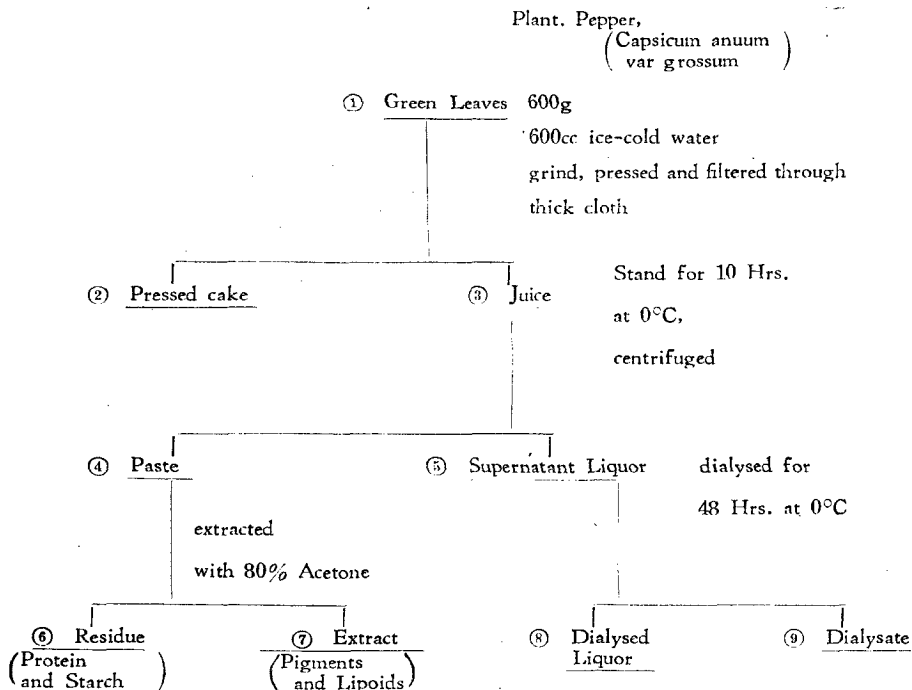 Plant. Pepper,
(Capsicum anuum
var grossum)
① Green Leaves 600g
600cc ice-cold water
grind, pressed and filtered through
thick cloth
② Pressed cake
③ Juice
Stand for 10 Hrs.
at 0°C,
centrifuged
④ Paste
⑤ Supernatant Liquor
dialysed for
48 Hrs. at 0°C
extracted
with 80% Acetone
⑥ Residue
(Protein
and Starch)
⑦ Extract
(Pigments
and Lipoids)
⑧ Dialysed
Liquor
⑨ Dialysate